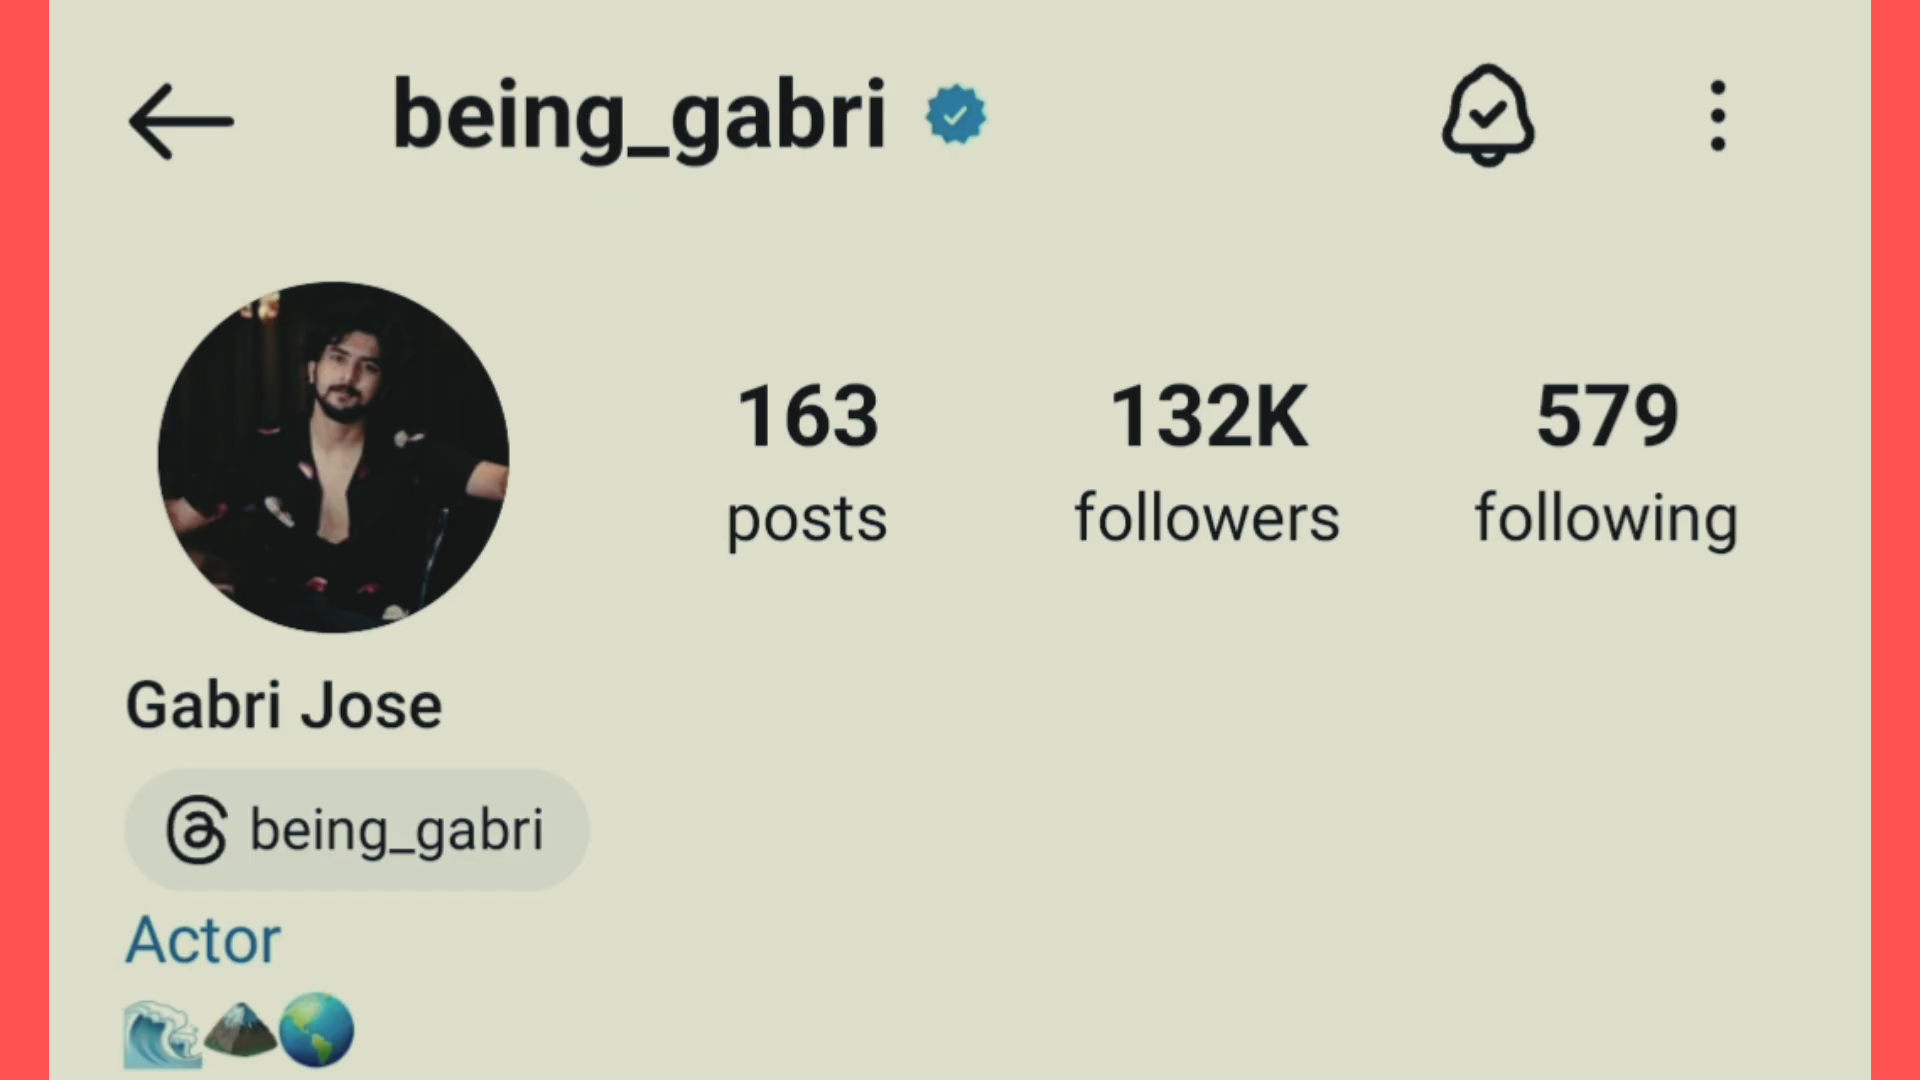 being_gabri
163 132K 579
posts followers following
Gabri Jose
being_gabri
Actor